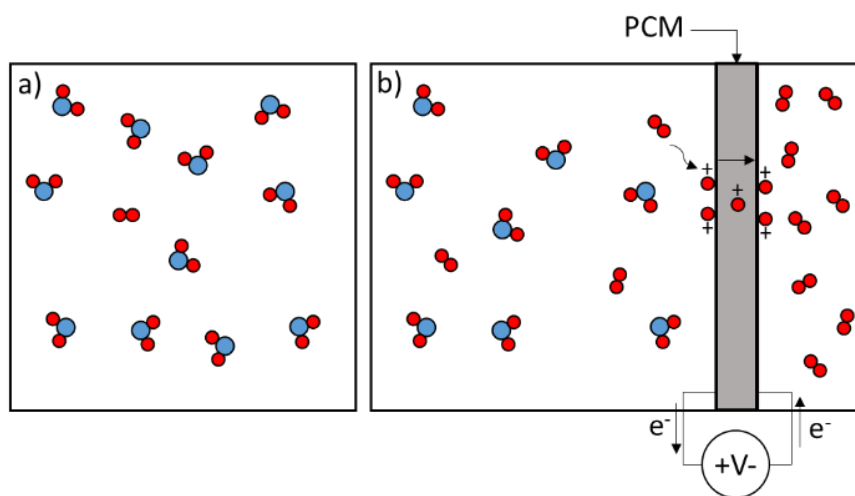 PCM
a)
b)
+
+
+
+
+
e-
e-
+V-